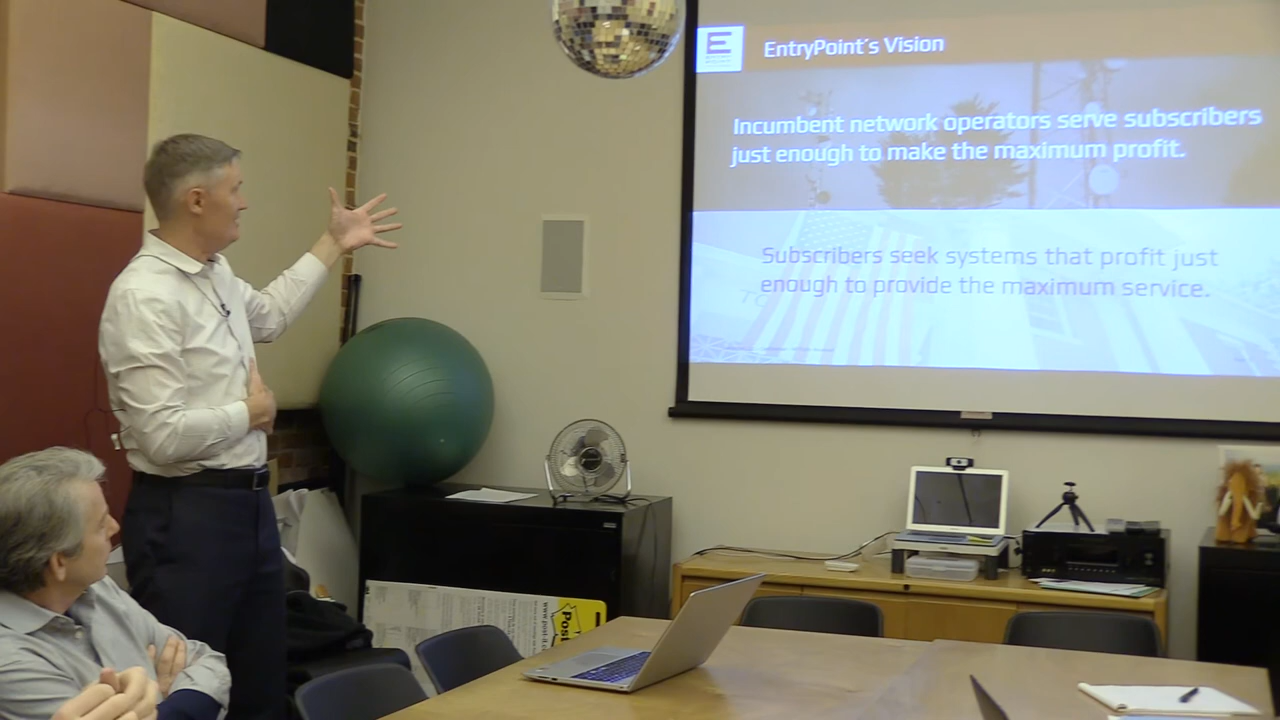 E
EntryPoint's Vision
Incumbent network operators serve subscribers
just enough to make the maximum profit.
Subscribers seek systems that profit just
enough to provide the maximum service.
Post